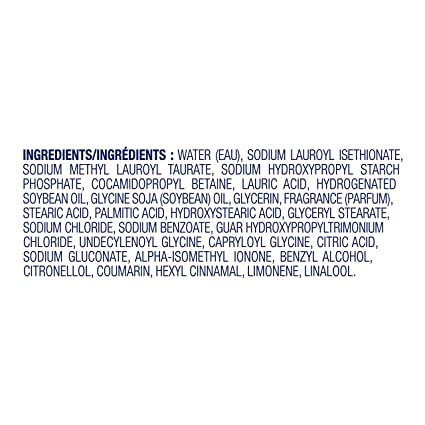 INGREDIENTS/INGRÉDIENTS : WATER (EAU), SODIUM LAUROYL ISETHIONATE,
SODIUM METHYL LAUROYL TAURATE, SODIUM HYDROXYPROPYL STARCH
PHOSPHATE, COCAMIDOPROPYL BETAINE, LAURIC ACID, HYDROGENATED
SOYBEAN OIL, GLYCINE SOJA (SOYBEAN) OIL, GLYCERIN, FRAGRANCE (PARFUM),
STEARIC ACID, PALMITIC ACID, HYDROXYSTEARIC ACID, GLYCERYL STEARATE,
SODIUM CHLORIDE, SODIUM BENZOATE, GUAR HYDROXYPROPYLTRIMONIUM
CHLORIDE, UNDECYLENOYL GLYCINE, CAPRYLOYL GLYCINE, CITRIC ACID,
SODIUM GLUCONATE, ALPHA-ISOMETHYL IONONE, BENZYL ALCOHOL,
CITRONELLOL, COUMARIN, HEXYL CINNAMAL, LIMONENE, LINALOOL.